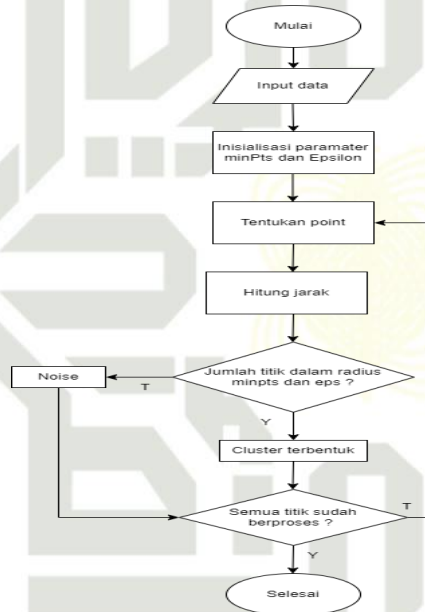 Mulai
Input data
Inisialisasi paramater
minPts dan Epsilon
Tentukan point
Hitung jarak
Jumlah titik dalam radius
minpts dan eps ?
T
Noise
Y
Cluster terbentuk
Semua titik sudah
berproses ?
T
Y
Selesai